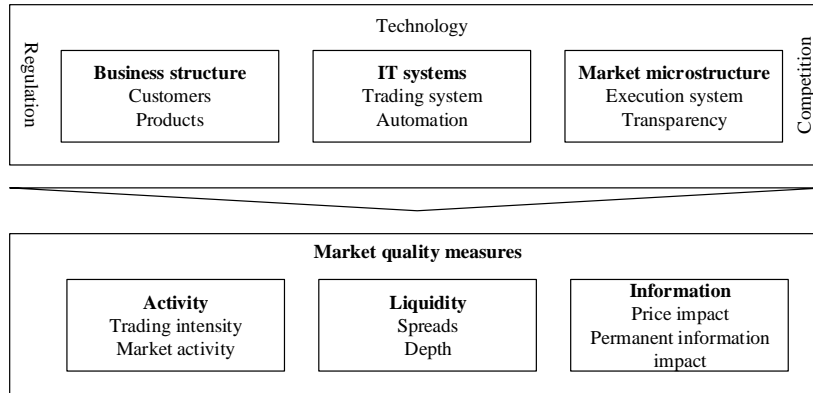 Technology
Regulation
Business structure
Customers
Products
IT systems
Trading system
Automation
Market microstructure
Execution system
Transparency
Competition
Market quality measures
Activity
Trading intensity
Market activity
Liquidity
Spreads
Depth
Information
Price impact
Permanent information
impact